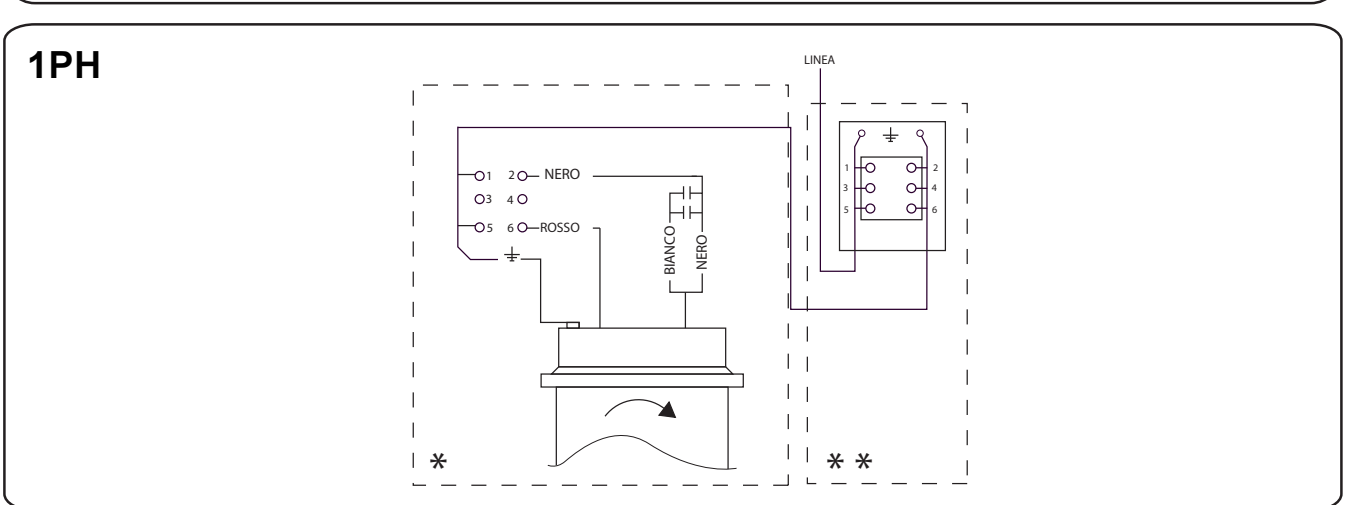 1PH
LINEA
1 2 NERO
3 4
5 6 ROSSO
BIANCO
NERO
1 2
3 4
5 6
*
* *